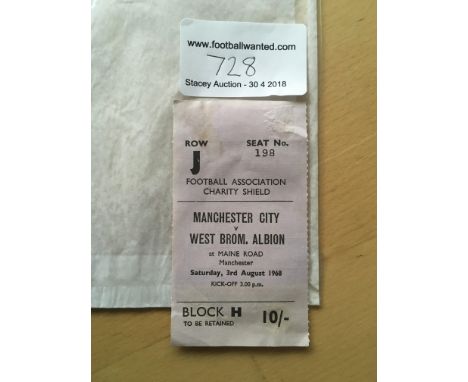 www.footballwanted.com
728
Stacey Auction - 30 4 2018
ROW SEAT No.
J 198
FOOTBALL ASSOCIATION
CHARITY SHIELD
MANCHESTER CITY
v
WEST BROM. ALBION
at MAINE ROAD
Manchester
Saturday, 3rd August 1968
KICK-OFF 3.00 p.m.
BLOCK H 10/-
TO BE RETAINED